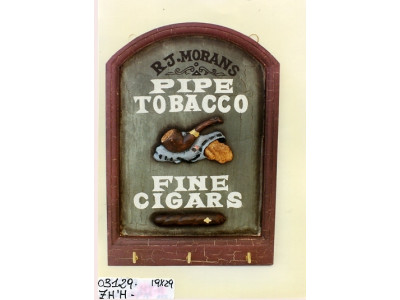 R.J. MORANS
PIPE
TOBACCO
FINE
CIGARS
03129. 19X29